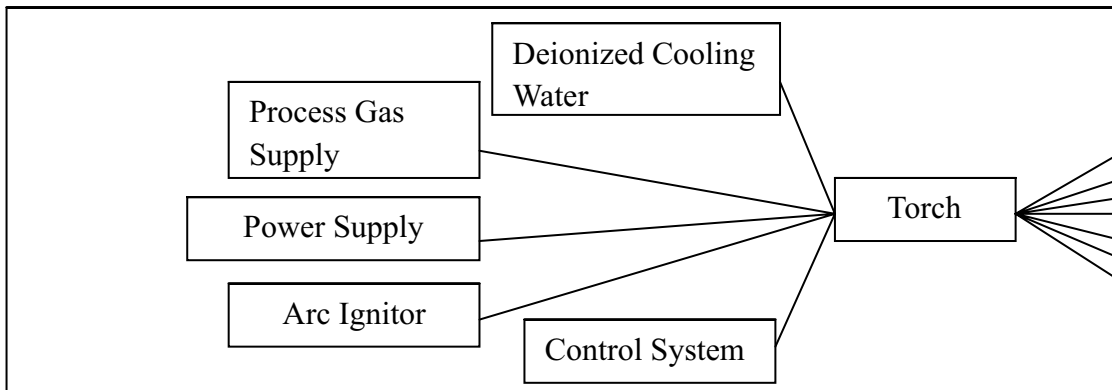 Deionized Cooling
Water
Process Gas
Supply
Torch
Power Supply
Arc Ignitor
Control System